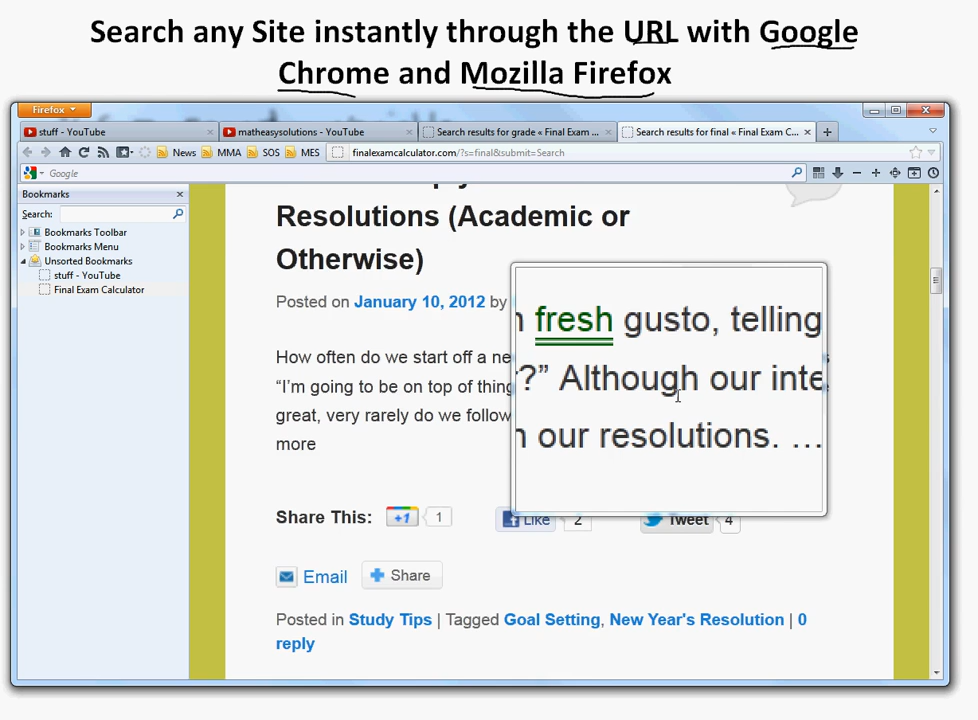 Search any Site instantly through the URL with Google
Chrome and Mozilla Firefox
Firefox
stuff - YouTube
matheasysolutions - YouTube
Search results for grade « Final Exam ...
Search results for final « Final Exam C...
News MMA SOS MES
finalexamcalculator.com/?s=final&submit=Search
Google
Bookmarks
Search:
Bookmarks Toolbar
Bookmarks Menu
Unsorted Bookmarks
stuff - YouTube
Final Exam Calculator
Resolutions (Academic or
Otherwise)
Posted on January 10, 2012 by
How often do we start off a ne
“I’m going to be on top of thing
great, very rarely do we follow
more
fresh gusto, telling
?” Although our inte
our resolutions. …
Share This: +1 1 Like 2 Tweet 4
Email Share
Posted in Study Tips | Tagged Goal Setting, New Year's Resolution | 0
reply